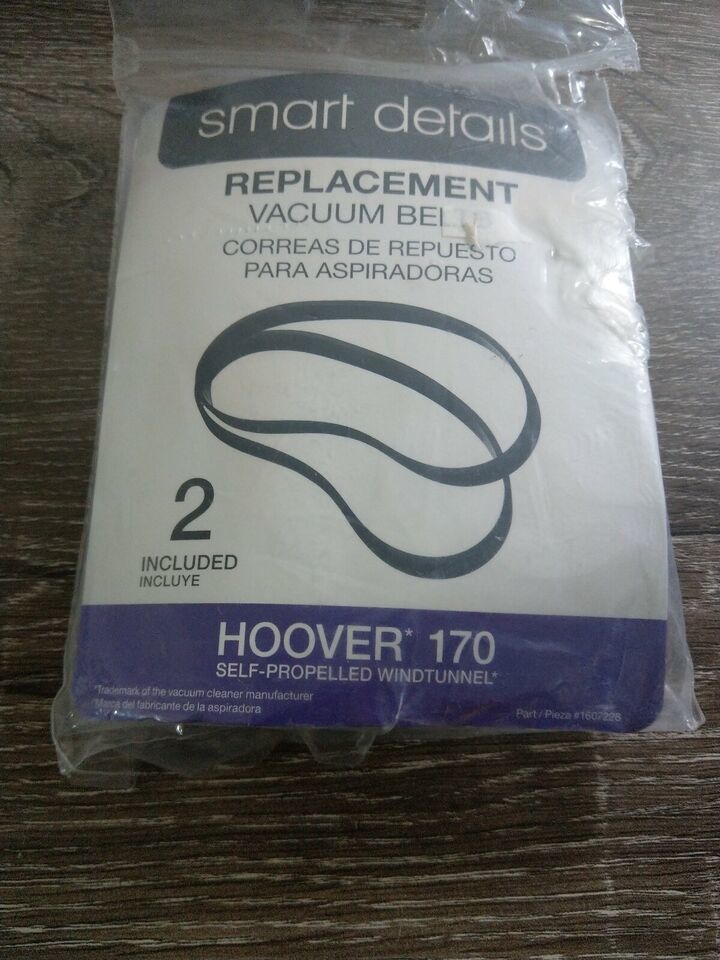 smart details
REPLACEMENT
VACUUM BEL
CORREAS DE REPUESTO
PARA ASPIRADORAS
2
INCLUDED
INCLUYE
HOOVER* 170
SELF-PROPELLED WINDTUNNEL*
*Trademark of the vacuum cleaner manufacturer
*Marca del fabricante de la aspiradora
Part / Pieza #1607228